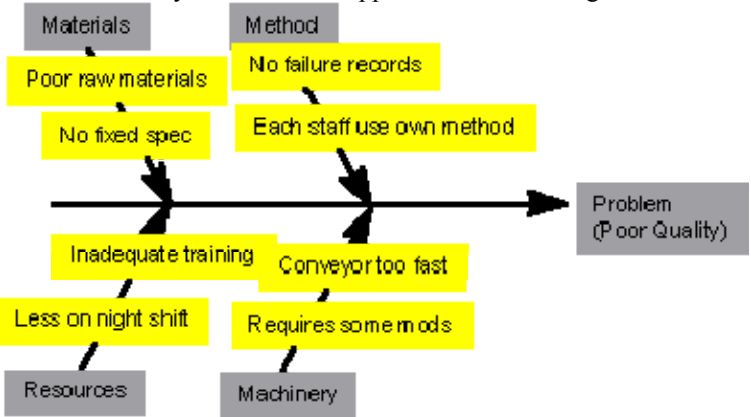 Materials
Method
Poor raw materials
No failure records
No fixed spec
Each staff use own method
Problem
(Poor Quality)
Inadequate training
Conveyor too fast
Less on night shift
Requires some mods
Resources
Machinery